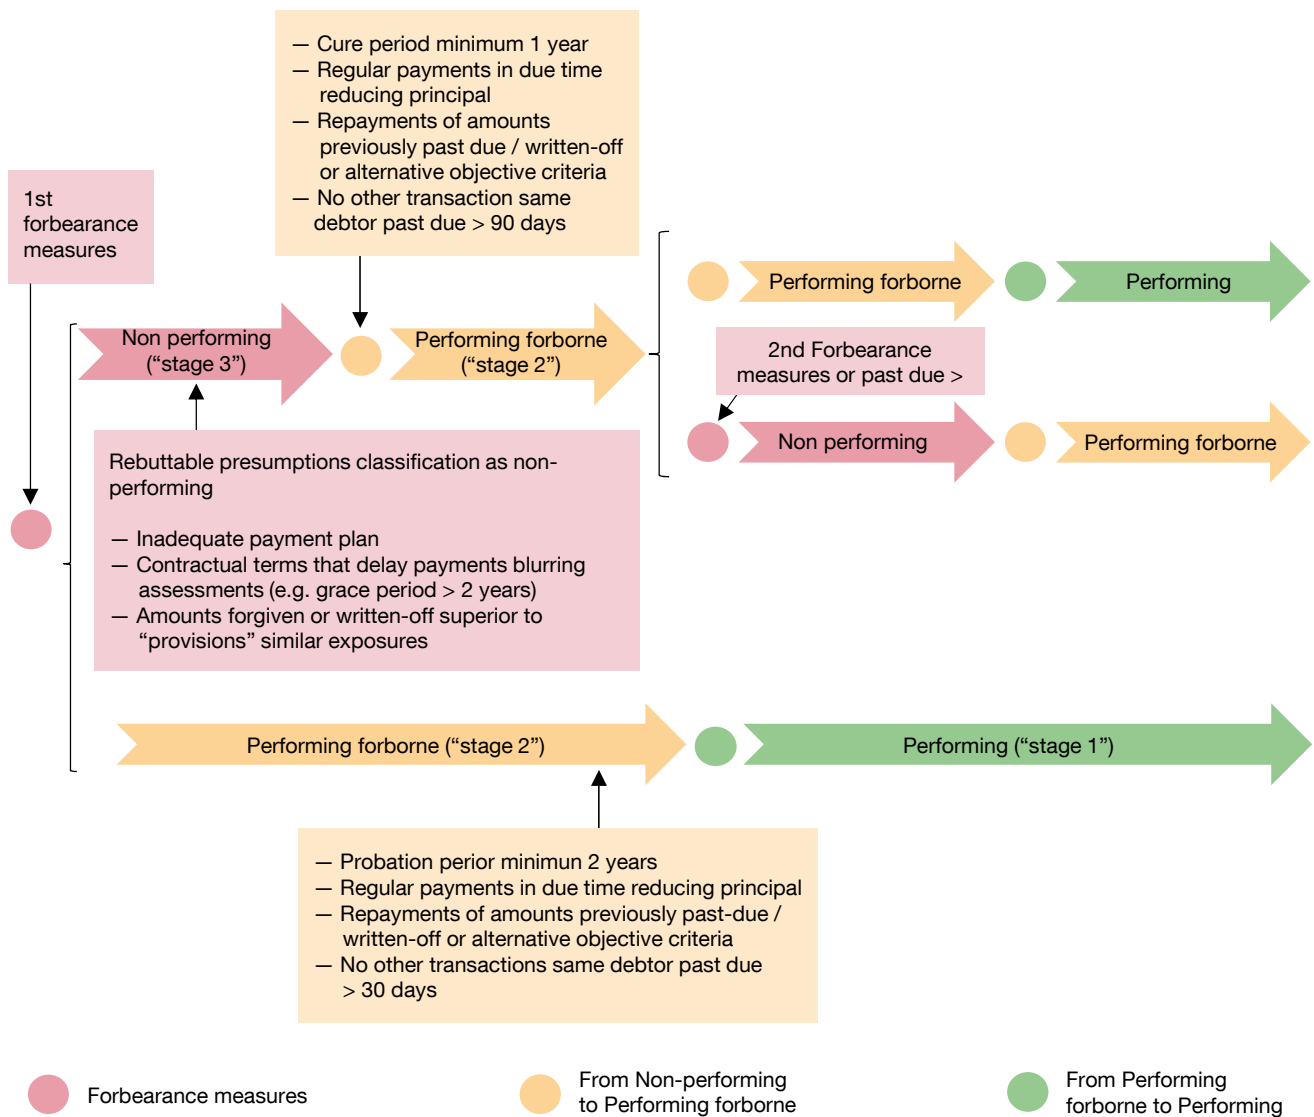 — Cure period minimum 1 year
— Regular payments in due time
reducing principal
— Repayments of amounts
previously past due / written-off
or alternative objective criteria
— No other transaction same
debtor past due > 90 days
1st
forbearance
measures
Non performing
(“stage 3”)
Performing forborne
(“stage 2”)
Performing forborne
Performing
2nd Forbearance
measures or past due >
Non performing
Performing forborne
Rebuttable presumptions classification as non-
performing
— Inadequate payment plan
— Contractual terms that delay payments blurring
assessments (e.g. grace period > 2 years)
— Amounts forgiven or written-off superior to
“provisions” similar exposures
Performing forborne (“stage 2”)
Performing (“stage 1”)
— Probation perior minimun 2 years
— Regular payments in due time reducing principal
— Repayments of amounts previously past-due /
written-off or alternative objective criteria
— No other transactions same debtor past due
> 30 days
Forbearance measures
From Non-performing
to Performing forborne
From Performing
forborne to Performing